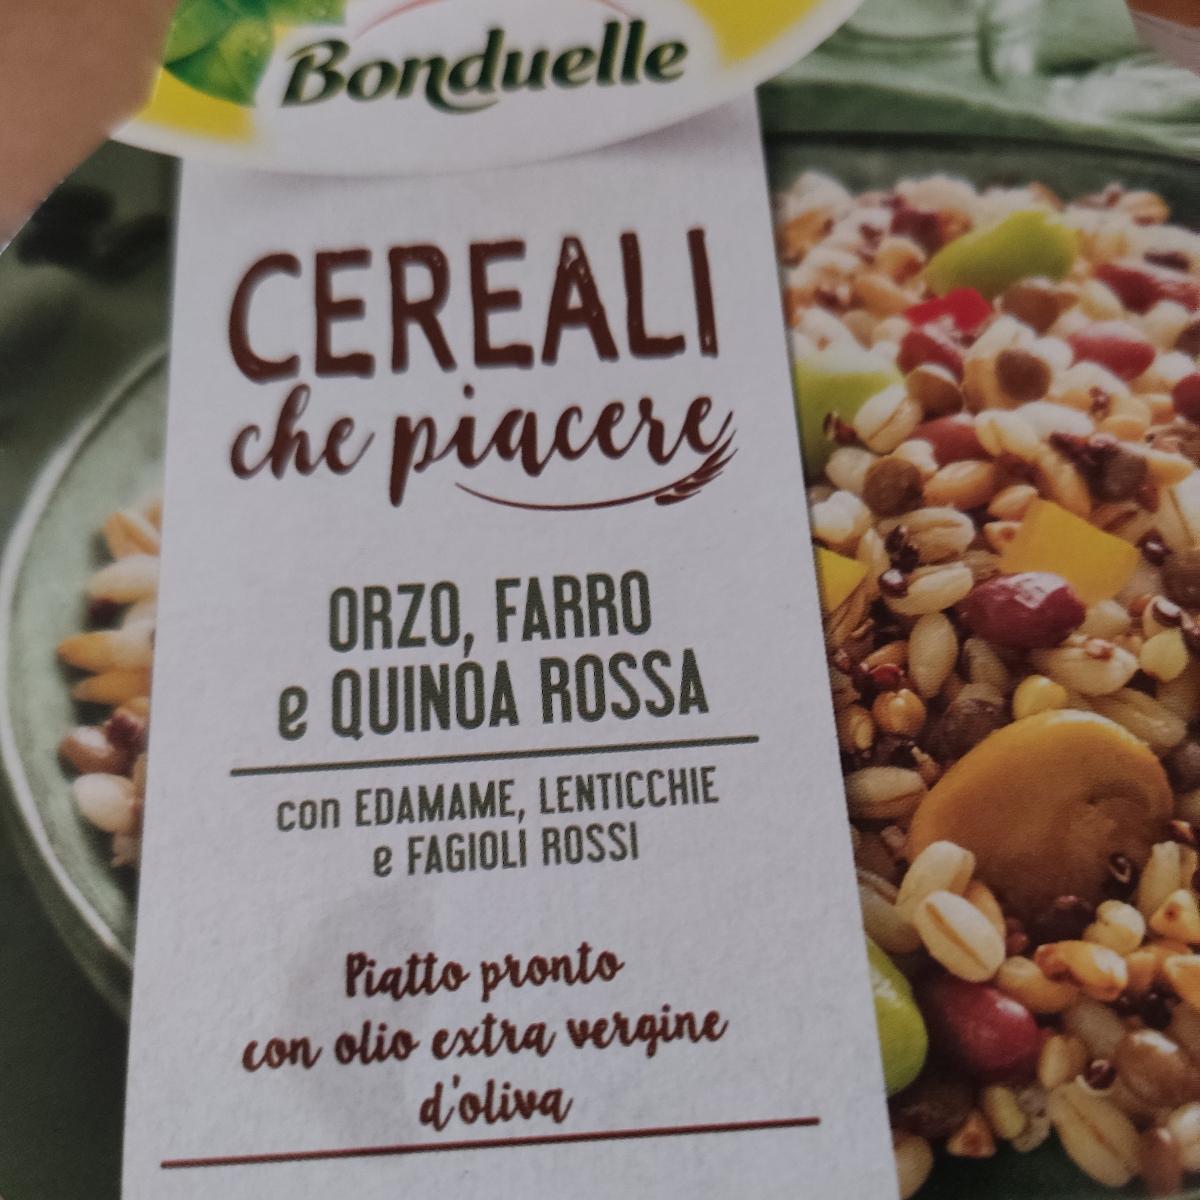 Bonduelle
CEREALI
che piacere
ORZO, FARRO
e QUINOA ROSSA
con EDAMAME, LENTICCHIE
e FAGIOLI ROSSI
Piatto pronto
con olio extra vergine
d'oliva